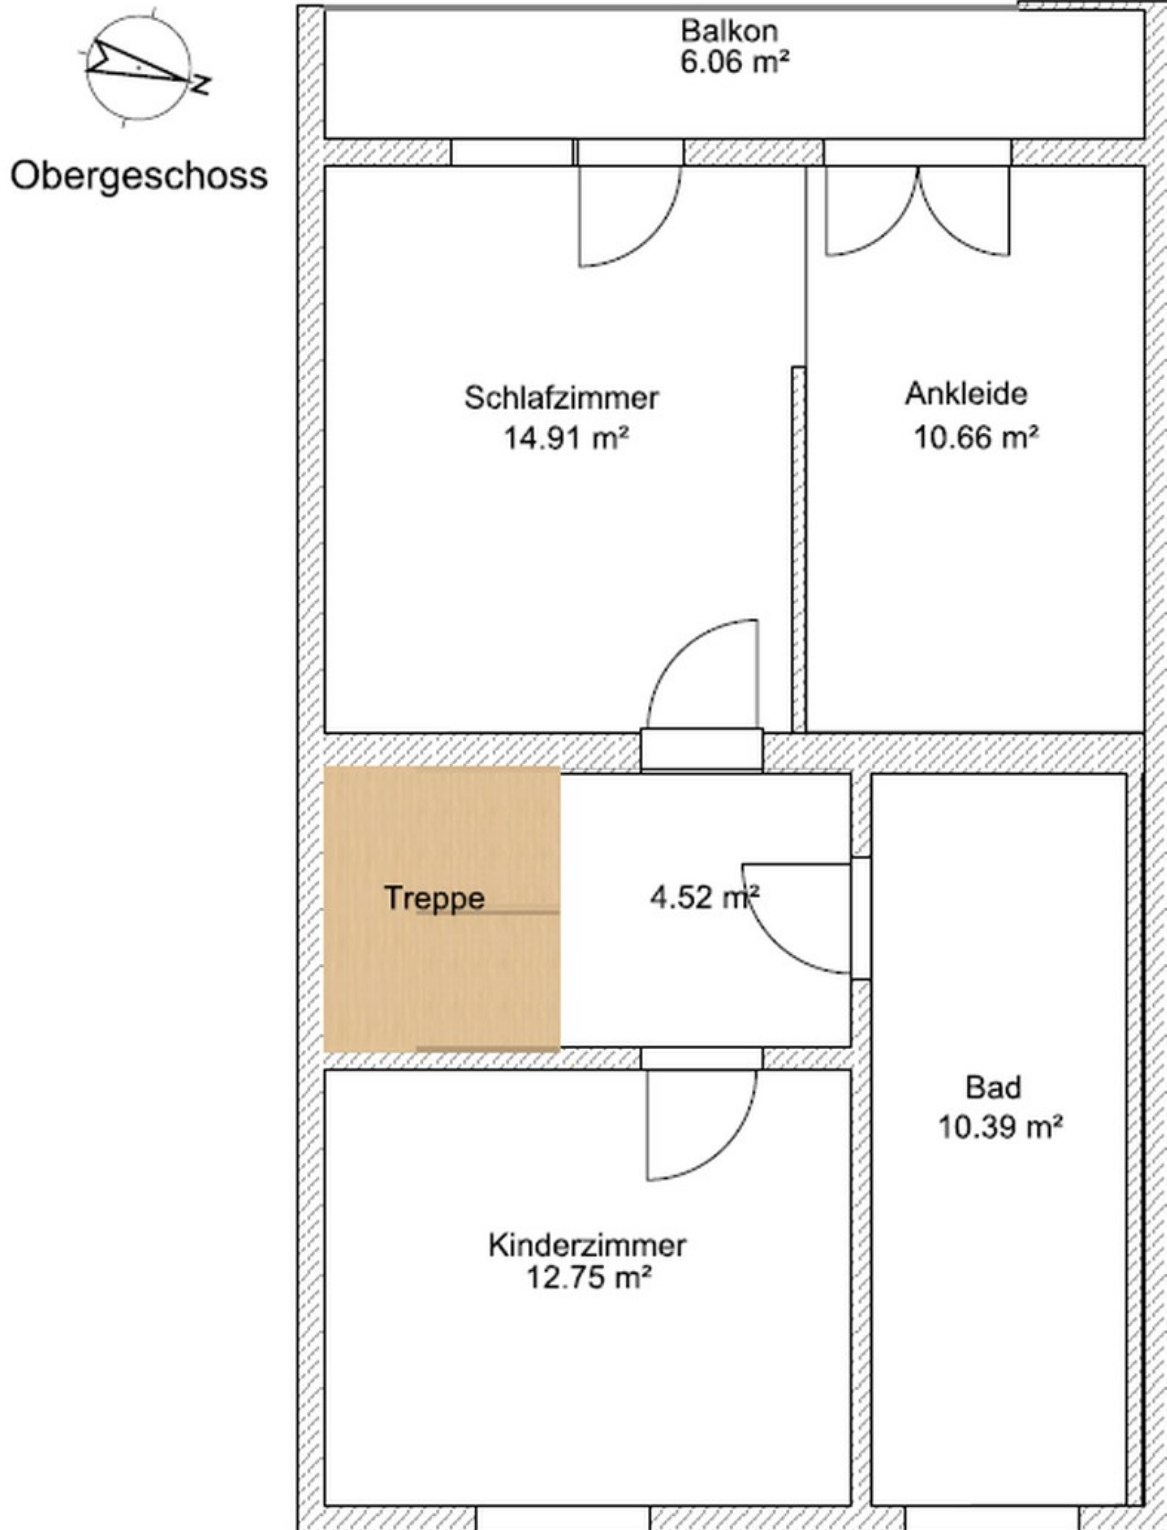 N
Obergeschoss
Balkon
6.06 m²
Schlafzimmer
14.91 m²
Ankleide
10.66 m²
Treppe
4.52 m²
Bad
10.39 m²
Kinderzimmer
12.75 m²